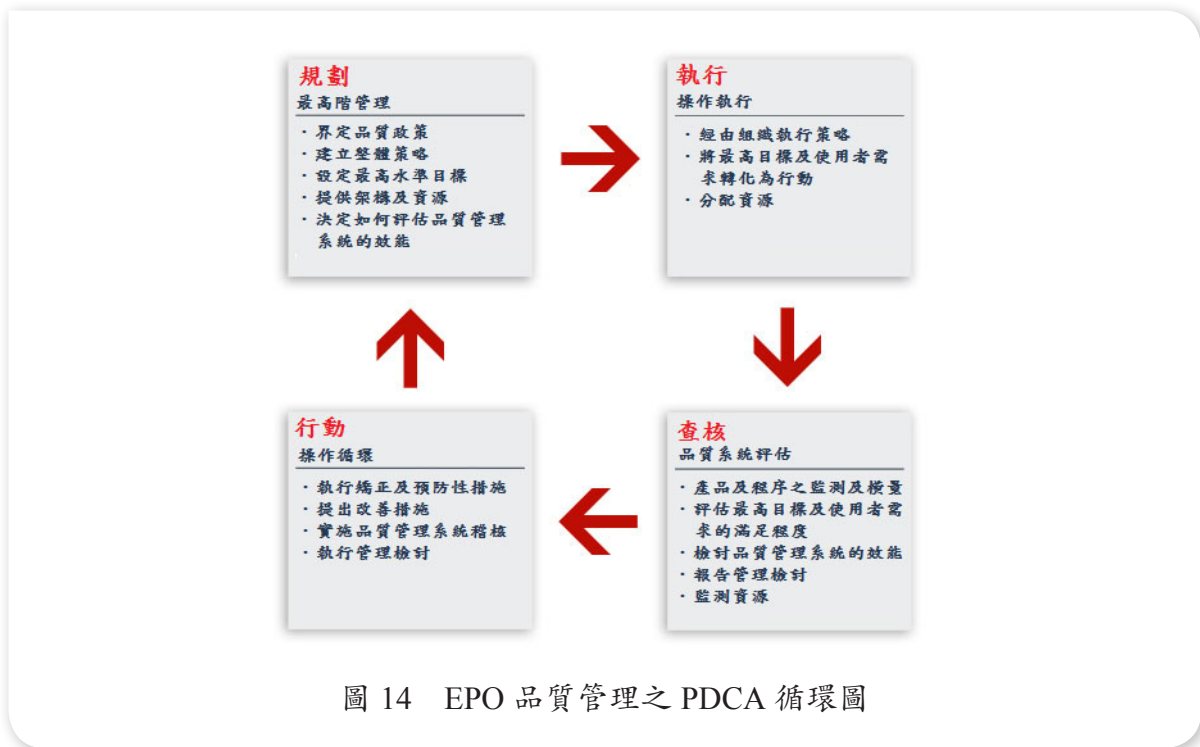 規劃
最高階管理
·界定品質政策
·建立整體策略
·設定最高水準目標
·提供架構及資源
·決定如何評估品質管理
系統的效能
執行
操作執行
·經由組織執行策略
·將最高目標及使用者需
求轉化為行動
·分配資源
行動
操作循環
·執行矯正及預防性措施
·提出改善措施
·實施品質管理系統稽核
·執行管理檢討
查核
品質系統評估
·產品及程序之監測及橫量
·評估最高目標及使用者需
求的滿足程度
·檢討品質管理系統的效能
·報告管理檢討
·監測資源
圖 14 EPO 品質管理之 PDCA 循環圖